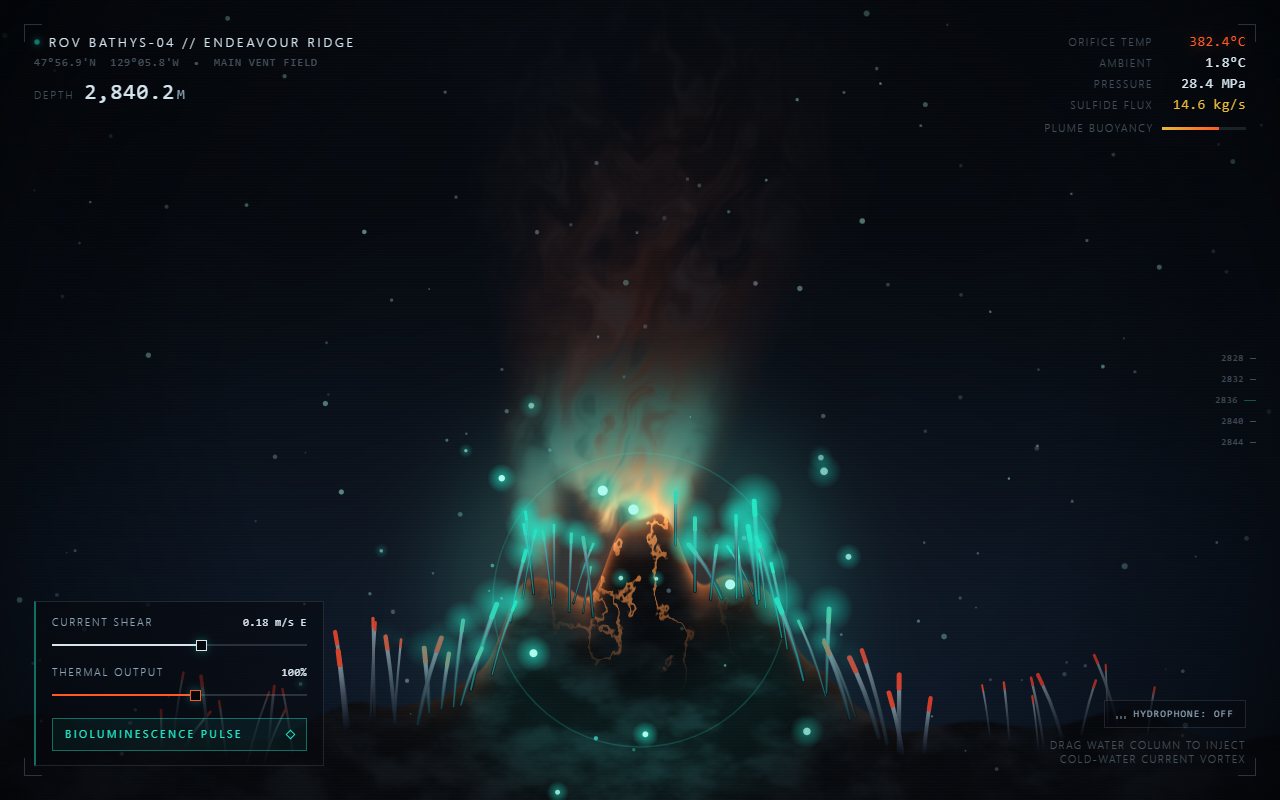 ROV BATHYS-04 // ENDEAVOUR RIDGE
47°56.9'N 129°05.8'W • MAIN VENT FIELD
DEPTH 2,840.2M
ORIFICE TEMP 382.4°C
AMBIENT 1.8°C
PRESSURE 28.4 MPa
SULFIDE FLUX 14.6 kg/s
PLUME BUOYANCY
2828
2832
2836
2840
2844
CURRENT SHEAR 0.18 m/s E
THERMAL OUTPUT 100%
BIOLUMINESCENCE PULSE
HYDROPHONE: OFF
DRAG WATER COLUMN TO INJECT
COLD-WATER CURRENT VORTEX